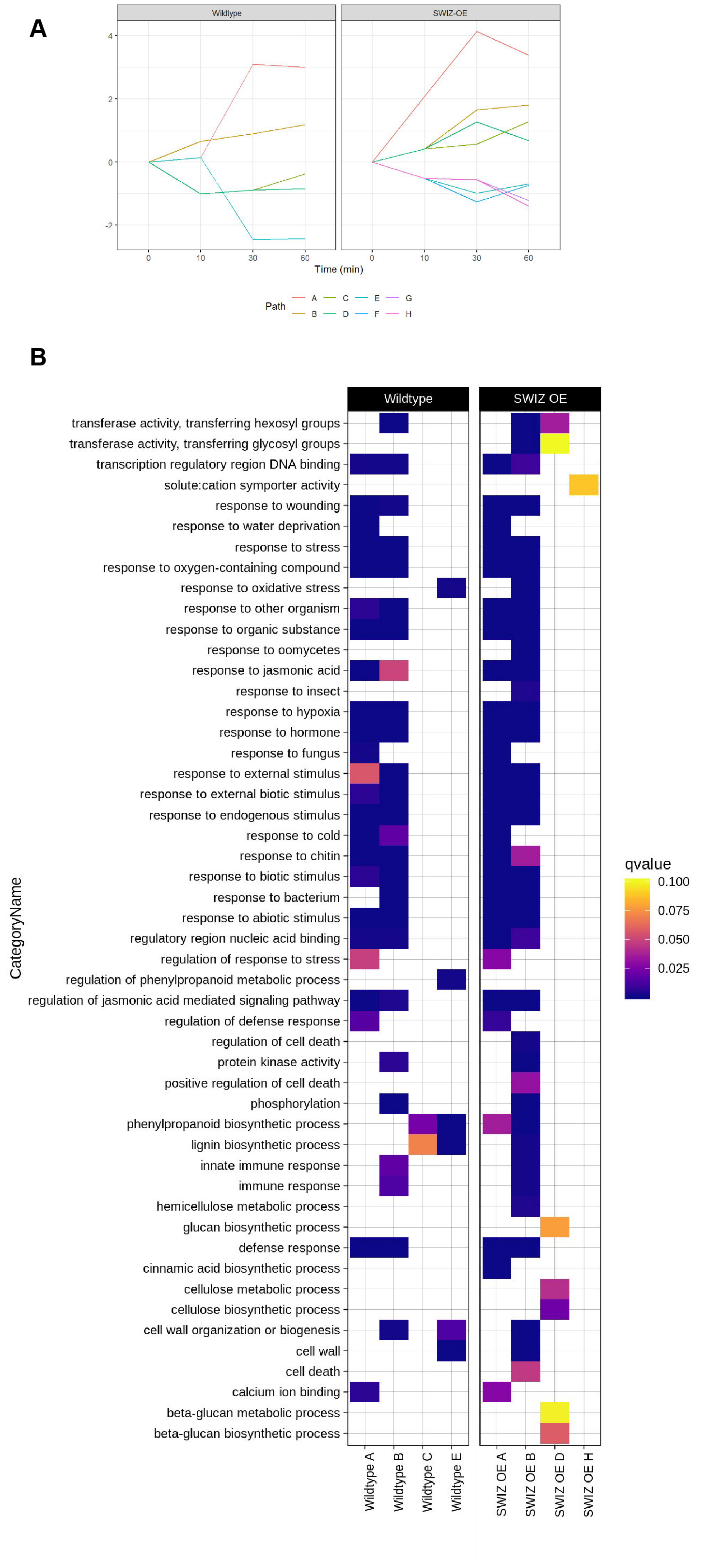 A
Wildtype SWIZ-OE
4
2
0
-2
0 10 30 60 0 10 30 60
Time (min)
Path A C E G
B D F H
B
Wildtype SWIZ OE
transferase activity, transferring hexosyl groups
transferase activity, transferring glycosyl groups
transcription regulatory region DNA binding
solute:cation symporter activity
response to wounding
response to water deprivation
response to stress
response to oxygen-containing compound
response to oxidative stress
response to other organism
response to organic substance
response to oomycetes
response to jasmonic acid
response to insect
response to hypoxia
response to hormone
response to fungus
response to external stimulus
response to external biotic stimulus
response to endogenous stimulus
response to cold
response to chitin
response to biotic stimulus
response to bacterium
response to abiotic stimulus
regulatory region nucleic acid binding
regulation of response to stress
regulation of phenylpropanoid metabolic process
regulation of jasmonic acid mediated signaling pathway
regulation of defense response
regulation of cell death
protein kinase activity
positive regulation of cell death
phosphorylation
phenylpropanoid biosynthetic process
lignin biosynthetic process
innate immune response
immune response
hemicellulose metabolic process
glucan biosynthetic process
defense response
cinnamic acid biosynthetic process
cellulose metabolic process
cellulose biosynthetic process
cell wall organization or biogenesis
cell wall
cell death
calcium ion binding
beta-glucan metabolic process
beta-glucan biosynthetic process
CategoryName
Wildtype A
Wildtype B
Wildtype C
Wildtype E
SWIZ OE A
SWIZ OE B
SWIZ OE D
SWIZ OE H
qvalue
0.100
0.075
0.050
0.025